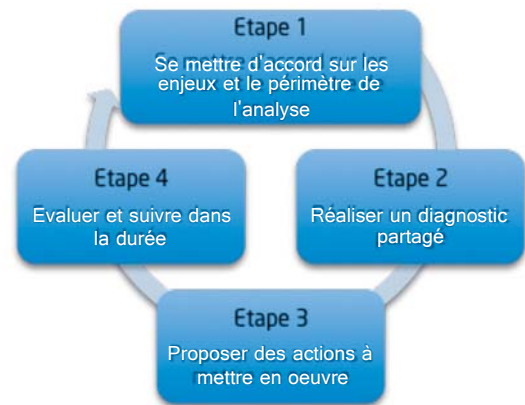 Etape 1
Se mettre d'accord sur les
enjeux et le périmètre de
l'analyse
Etape 2
Réaliser un diagnostic
partagé
Etape 3
Proposer des actions à
mettre en oeuvre
Etape 4
Evaluer et suivre dans
la durée